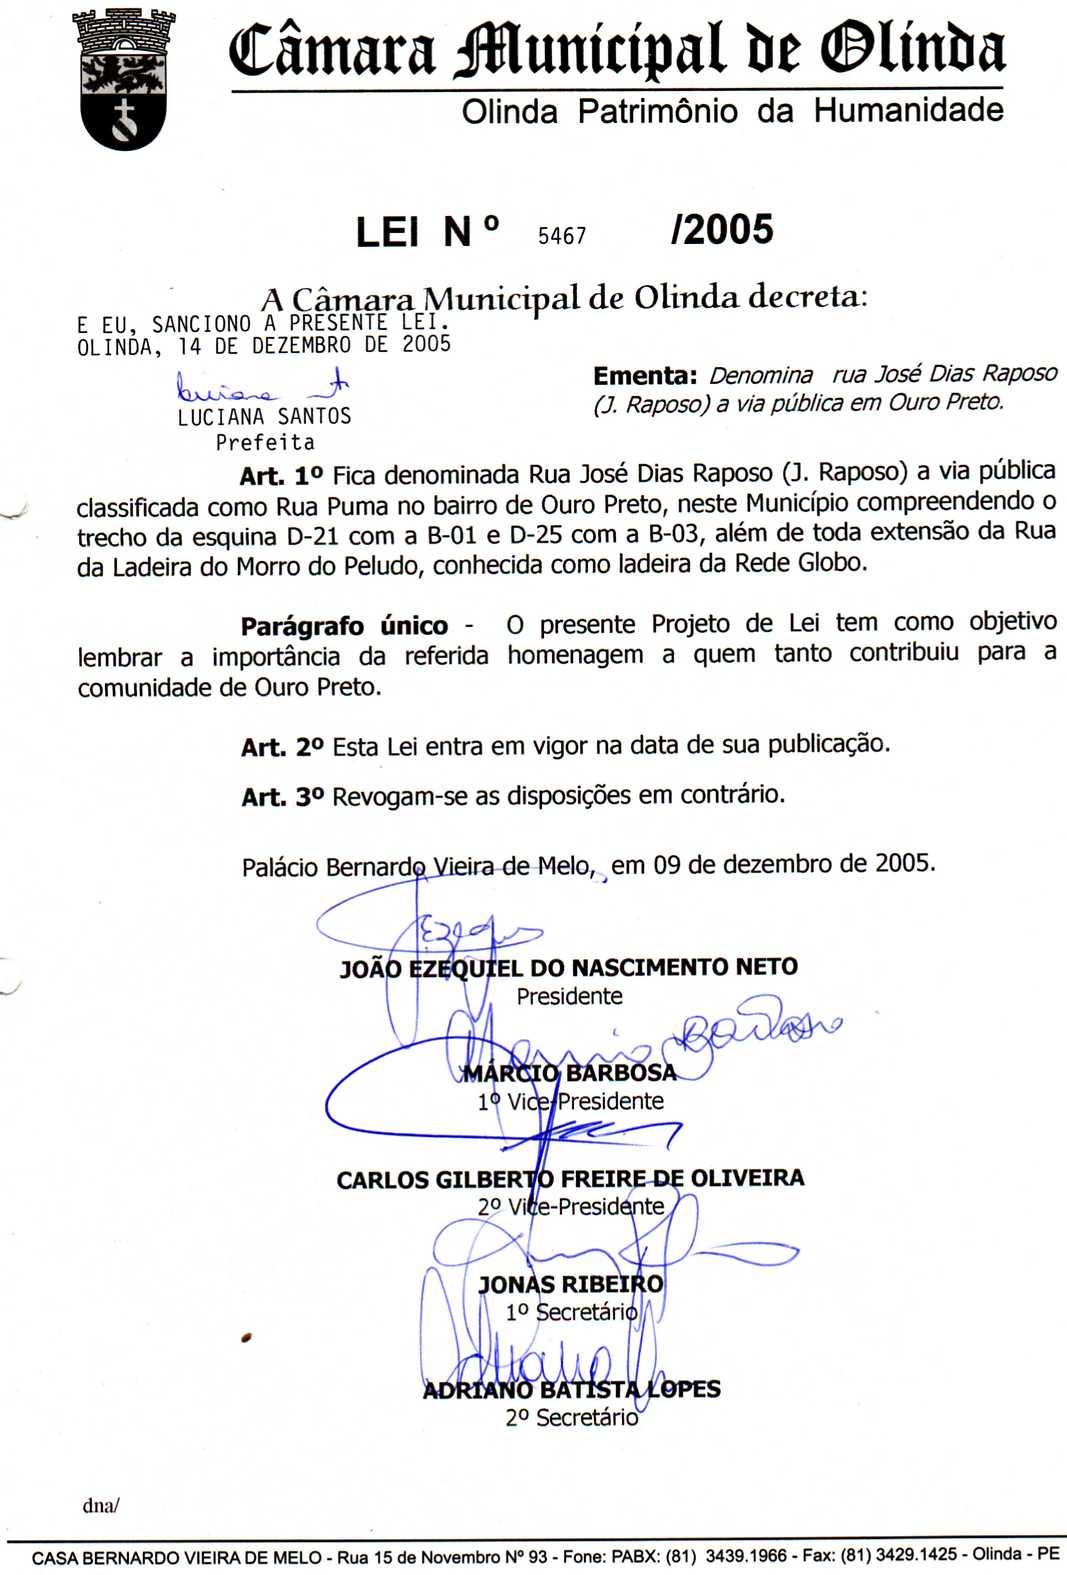 Câmara Municipal de Olinda
Olinda Patrimônio da Humanidade
LEI Nº 5467 /2005
A Câmara Municipal de Olinda decreta:
E EU, SANCIONO A PRESENTE LEI.
OLINDA, 14 DE DEZEMBRO DE 2005
Luciana
LUCIANA SANTOS
Prefeita
Ementa: Denomina rua José Dias Raposo
(J. Raposo) a via pública em Ouro Preto.
Art. 1º Fica denominada Rua José Dias Raposo (J. Raposo) a via pública
classificada como Rua Puma no bairro de Ouro Preto, neste Município compreendendo o
trecho da esquina D-21 com a B-01 e D-25 com a B-03, além de toda extensão da Rua
da Ladeira do Morro do Peludo, conhecida como ladeira da Rede Globo.
Parágrafo único - O presente Projeto de Lei tem como objetivo
lembrar a importância da referida homenagem a quem tanto contribuiu para a
comunidade de Ouro Preto.
Art. 2º Esta Lei entra em vigor na data de sua publicação.
Art. 3º Revogam-se as disposições em contrário.
Palácio Bernardo Vieira de Melo, em 09 de dezembro de 2005.
JOÃO EZEQUIEL DO NASCIMENTO NETO
Presidente
MÁRCIO BARBOSA
1º Vice-Presidente
CARLOS GILBERTO FREIRE DE OLIVEIRA
2º Vice-Presidente
JONAS RIBEIRO
1º Secretário
ADRIANO BATISTA LOPES
2º Secretário
dna/
CASA BERNARDO VIEIRA DE MELO - Rua 15 de Novembro Nº 93 - Fone: PABX: (81) 3439.1966 - Fax: (81) 3429.1425 - Olinda - PE